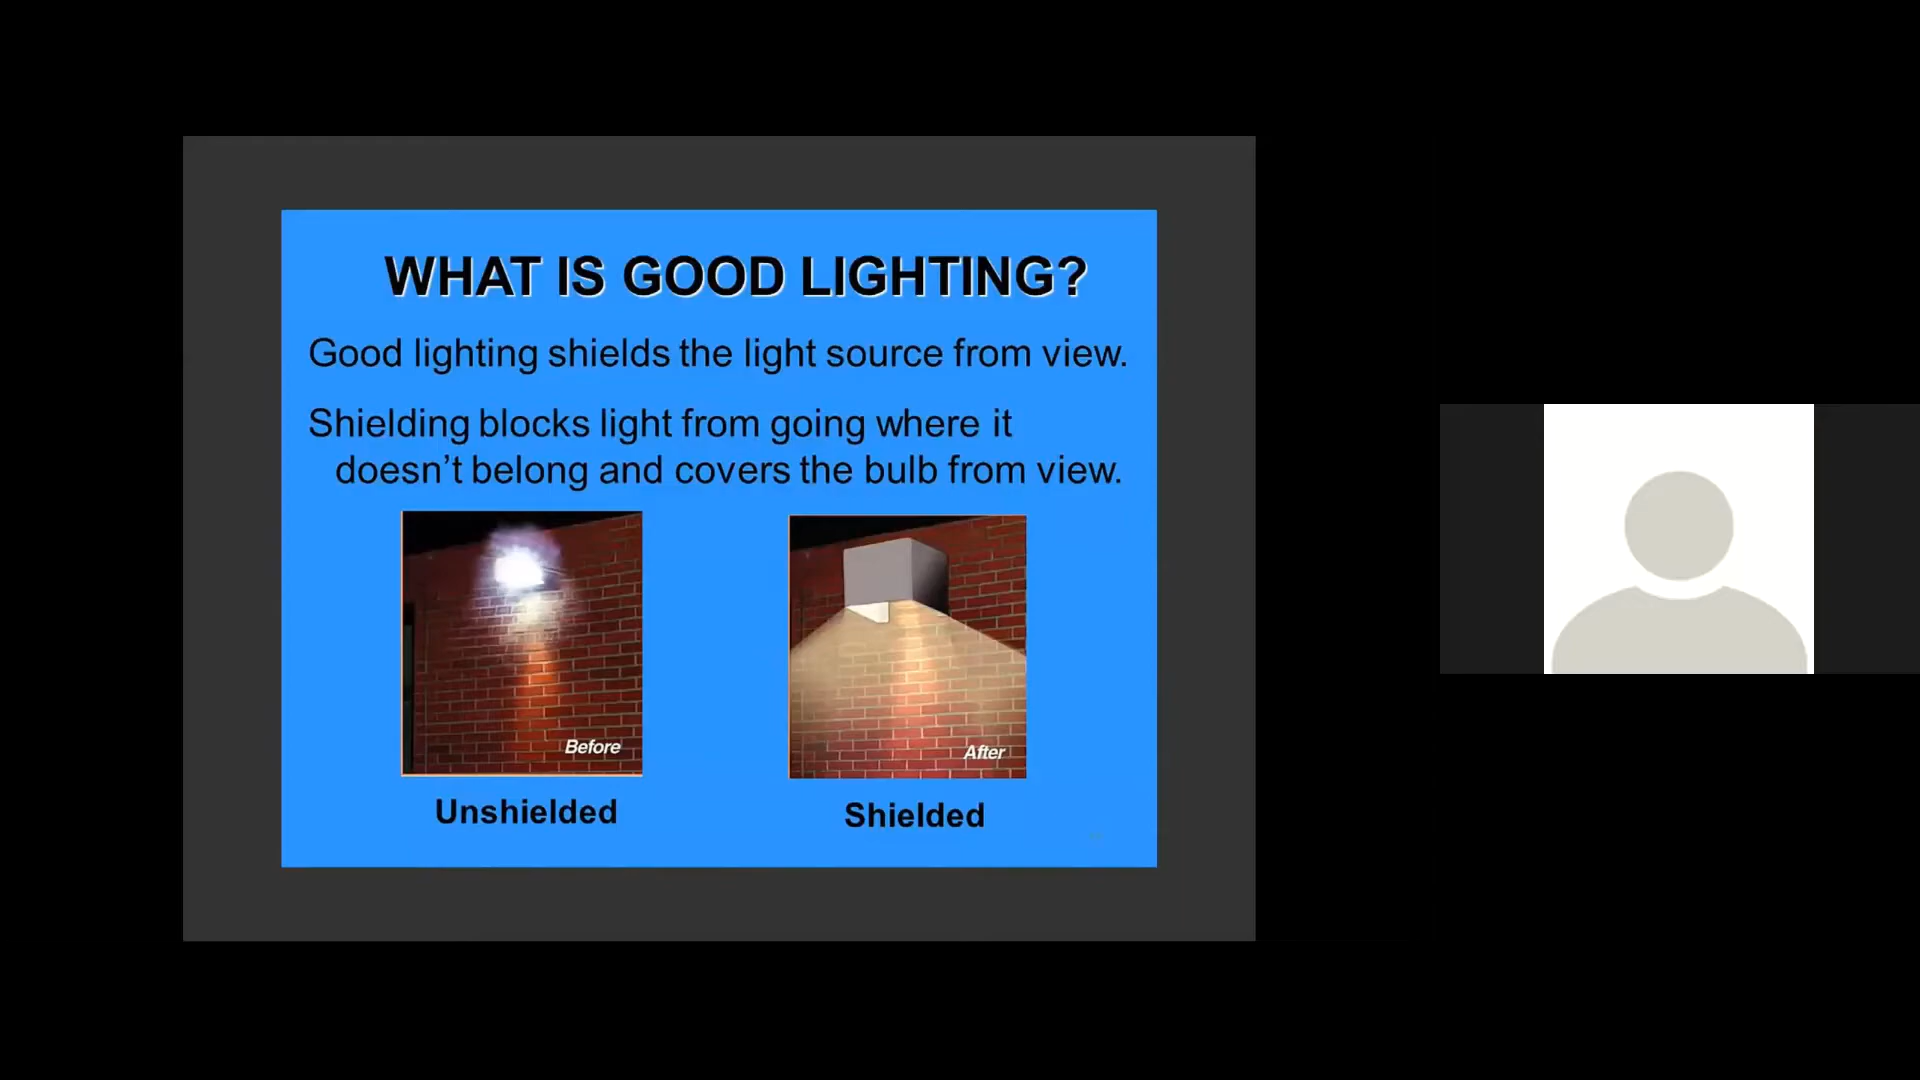 WHAT IS GOOD LIGHTING?
Good lighting shields the light source from view.
Shielding blocks light from going where it
doesn’t belong and covers the bulb from view.
Before
After
Unshielded
Shielded